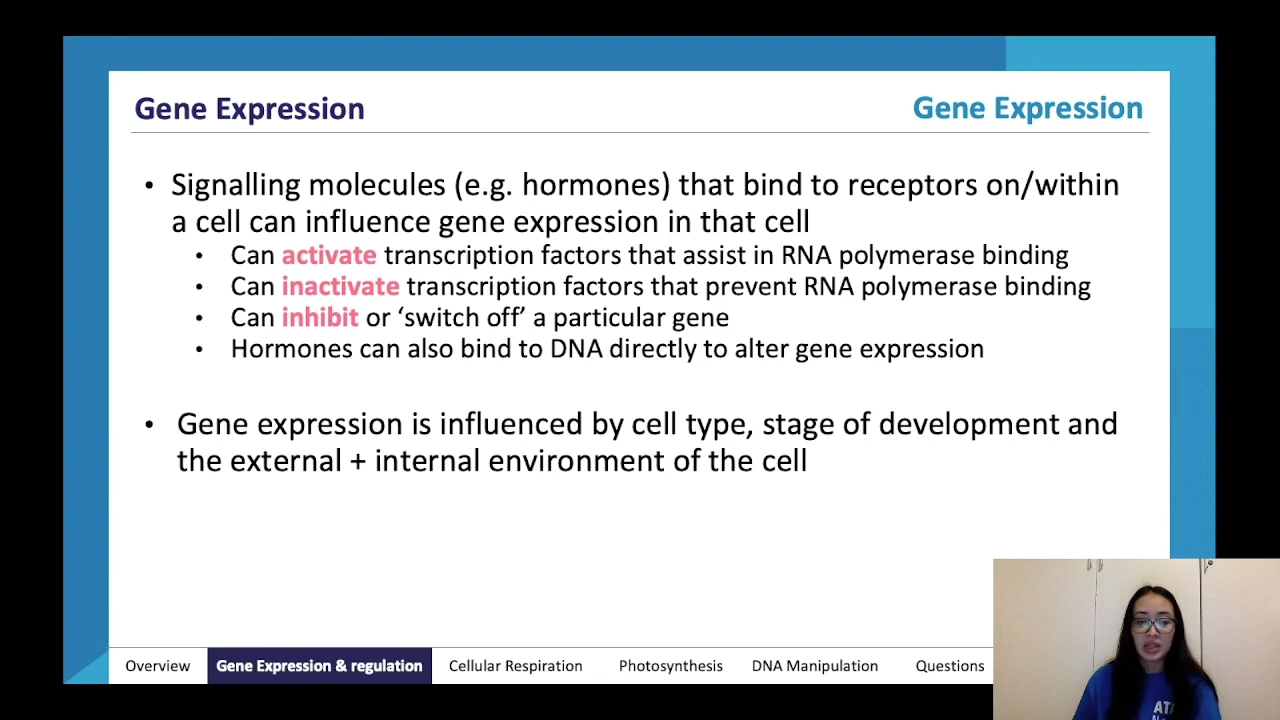 Gene Expression
Gene Expression
• Signalling molecules (e.g. hormones) that bind to receptors on/within
a cell can influence gene expression in that cell
• Can activate transcription factors that assist in RNA polymerase binding
• Can inactivate transcription factors that prevent RNA polymerase binding
• Can inhibit or ‘switch off’ a particular gene
• Hormones can also bind to DNA directly to alter gene expression
• Gene expression is influenced by cell type, stage of development and
the external + internal environment of the cell
Overview
Gene Expression & regulation
Cellular Respiration
Photosynthesis
DNA Manipulation
Questions